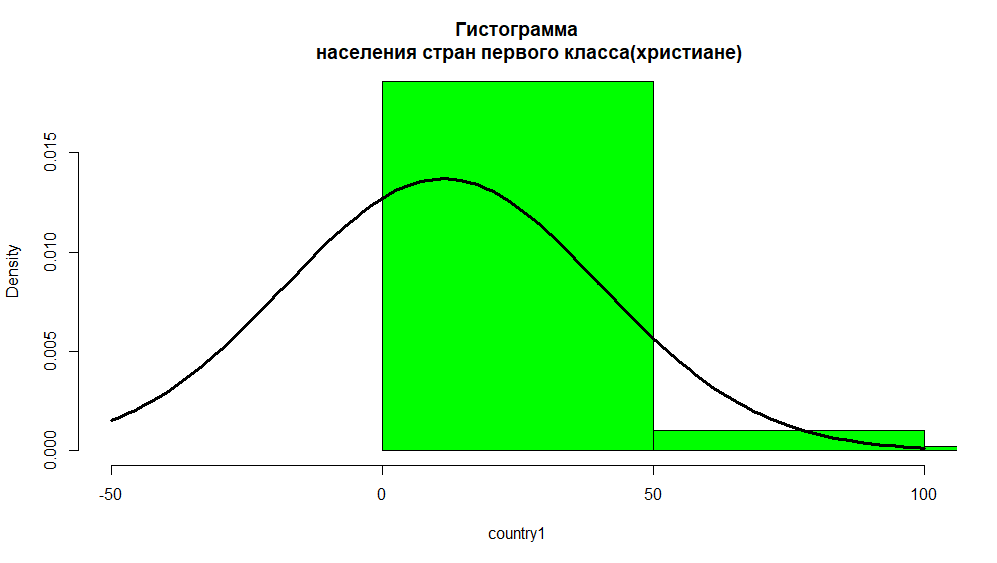 Гистограмма
населения стран первого класса(христиане)
0.015
0.010
0.005
0.000
Density
-50 0 50 100
country1